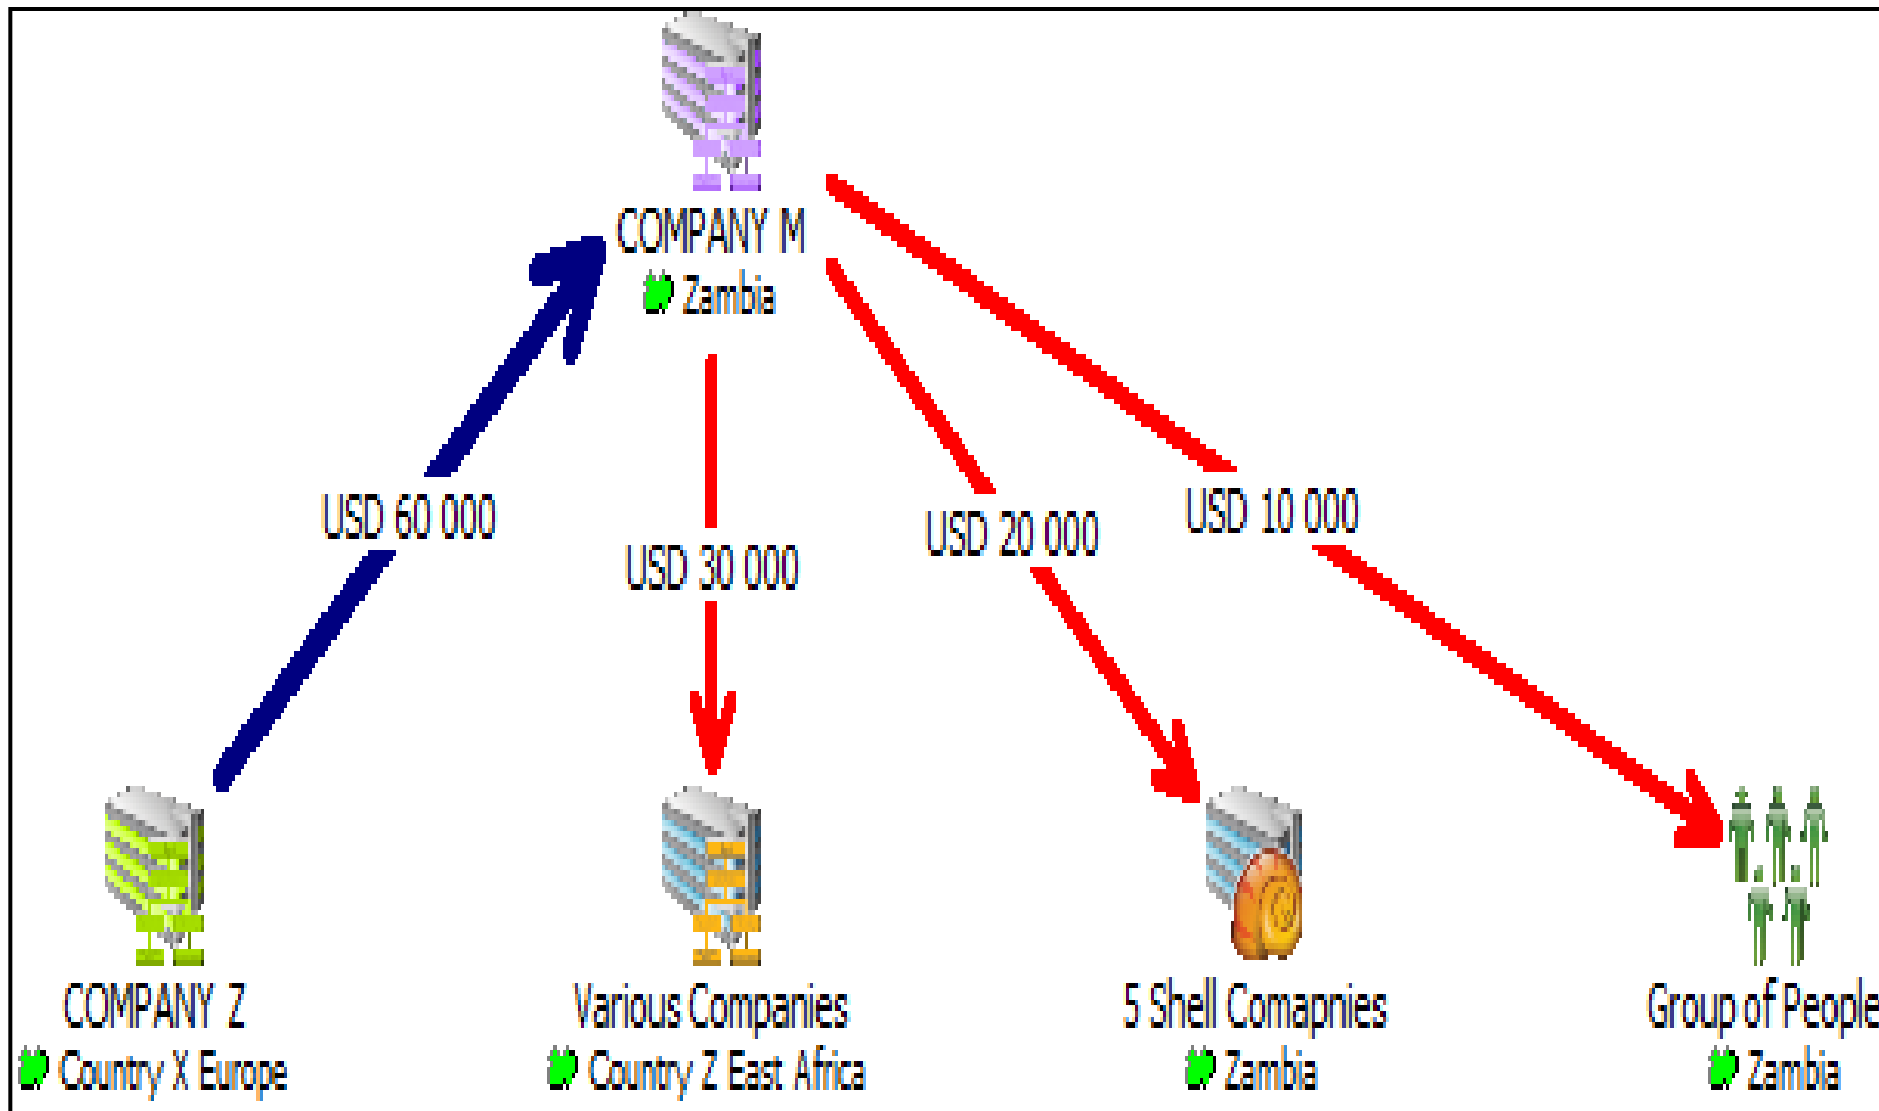 COMPANY M
Zambia
USD 60 000
USD 30 000
USD 20 000
USD 10 000
COMPANY Z
Country X Europe
Various Companies
Country Z East Africa
5 Shell Comapnies
Zambia
Group of People
Zambia